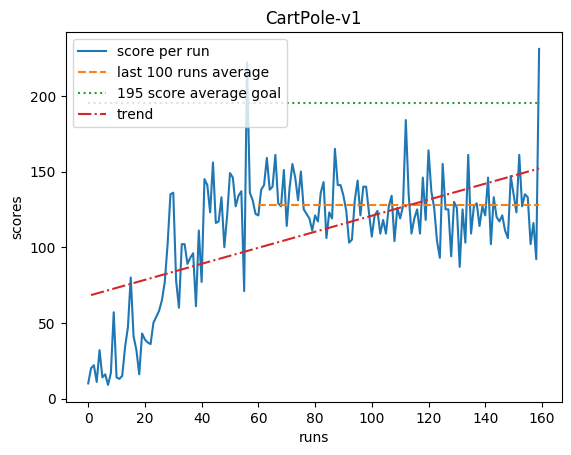 CartPole-v1
score per run
last 100 runs average
195 score average goal
trend
scores
200
150
100
50
0
0 20 40 60 80 100 120 140 160
runs